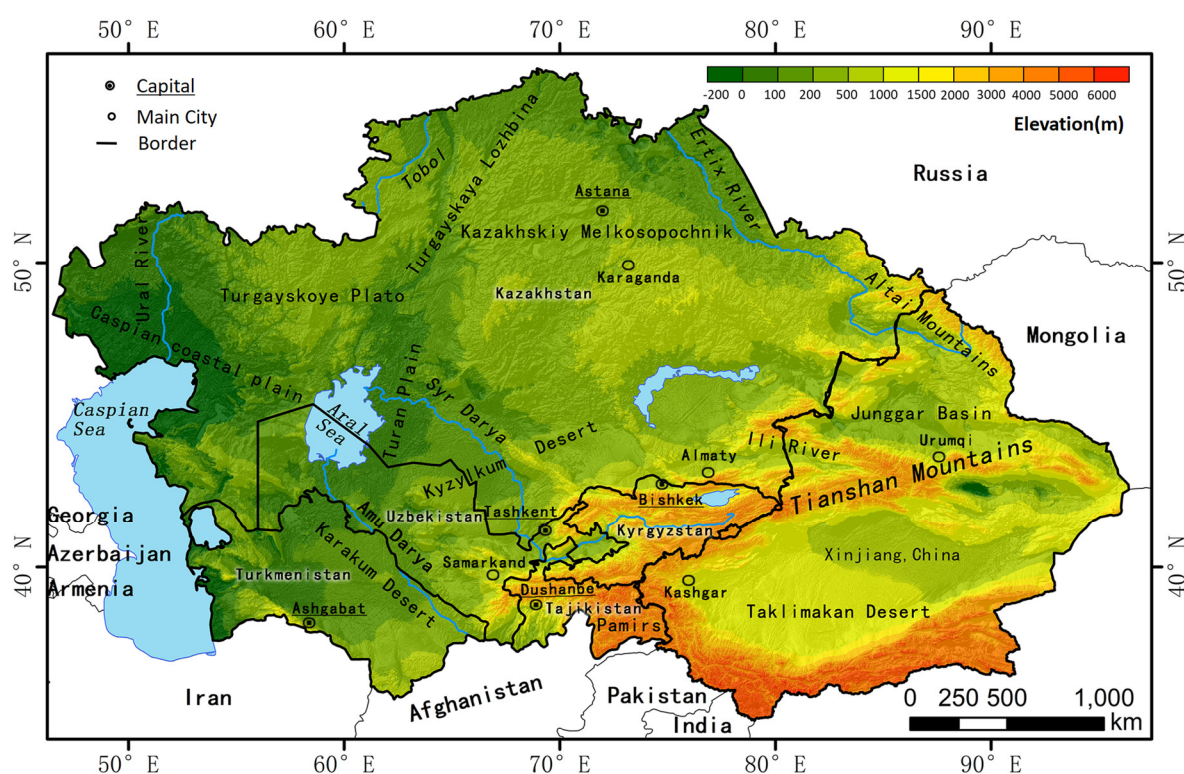 50° E 60° E 70° E 80° E 90° E
Capital
Main City
Border
-200 0 100 200 500 1000 1500 2000 3000 4000 5000 6000
Elevation(m)
Russia
Mongolia
50° N
50° N
40° N
40° N
Tobol
Turgayskaya Lozhbina
Ertix River
Astana
Kazakhskiy Melkosopochnik
Karaganda
Kazakhstan
Ural River
Turgayskoye Plato
Caspian coastal plain
Altai Mountains
Caspian
Sea
Aral
Sea
Turan Plain
Syr Darya
Kyzylkum Desert
Junggar Basin
Ili River
Urumqi
Almaty
Tianshan Mountains
Bishkek
Tashkent
Uzbekistan
Kyrgyzstan
Amu Darya
Karakum Desert
Georgia
Azerbaijan
Armenia
Turkmenistan
Samarkand
Xinjiang,China
Ashgabat
Dushanbe
Tajikistan
Pamirs
Kashgar
Taklimakan Desert
Iran
Afghanistan
Pakistan
India
0 250 500 1,000
km
50° E 60° E 70° E 80° E 90° E